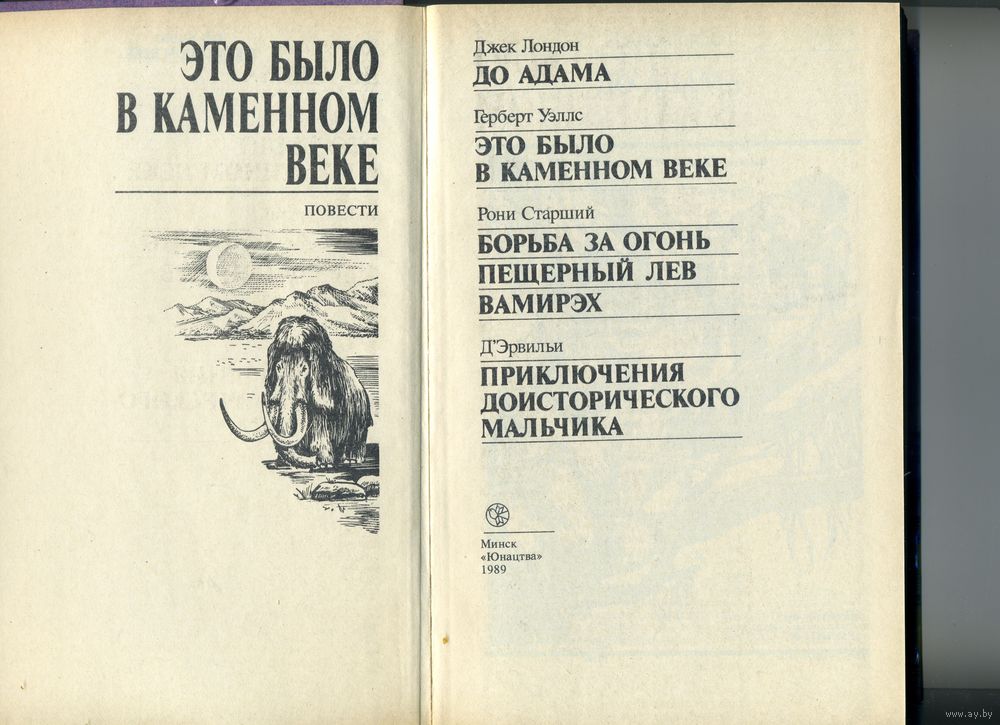 ЭТО БЫЛО
В КАМЕННОМ
ВЕКЕ
ПОВЕСТИ
Джек Лондон
ДО АДАМА
Герберт Уэллс
ЭТО БЫЛО
В КАМЕННОМ ВЕКЕ
Рони Старший
БОРЬБА ЗА ОГОНЬ
ПЕЩЕРНЫЙ ЛЕВ
ВАМИРЭХ
Д'Эрвильи
ПРИКЛЮЧЕНИЯ
ДОИСТОРИЧЕСКОГО
МАЛЬЧИКА
Минск
«Юнацтва»
1989
www.ay.by